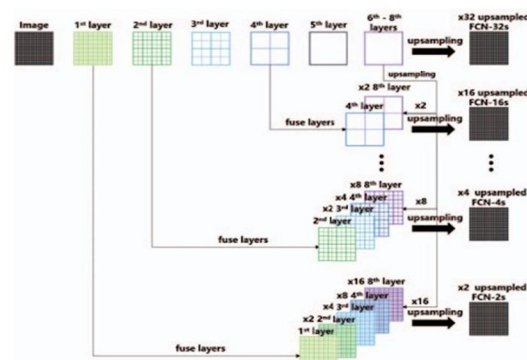 Image
1st layer
2nd layer
3rd layer
4th layer
5th layer
6th - 8th
layers
upsampling
x32 upsampled
FCN-32s
upsampling
x2 8th layer
4th layer
fuse layers
x2
upsampling
x16 upsampled
FCN-16s
x8 8th layer
x4 4th layer
x2 3rd layer
2nd layer
fuse layers
x8
upsampling
x4 upsampled
FCN-4s
x16 8th layer
x8 4th layer
x4 3rd layer
x2 2nd layer
1st layer
fuse layers
x16
upsampling
x2 upsampled
FCN-2s